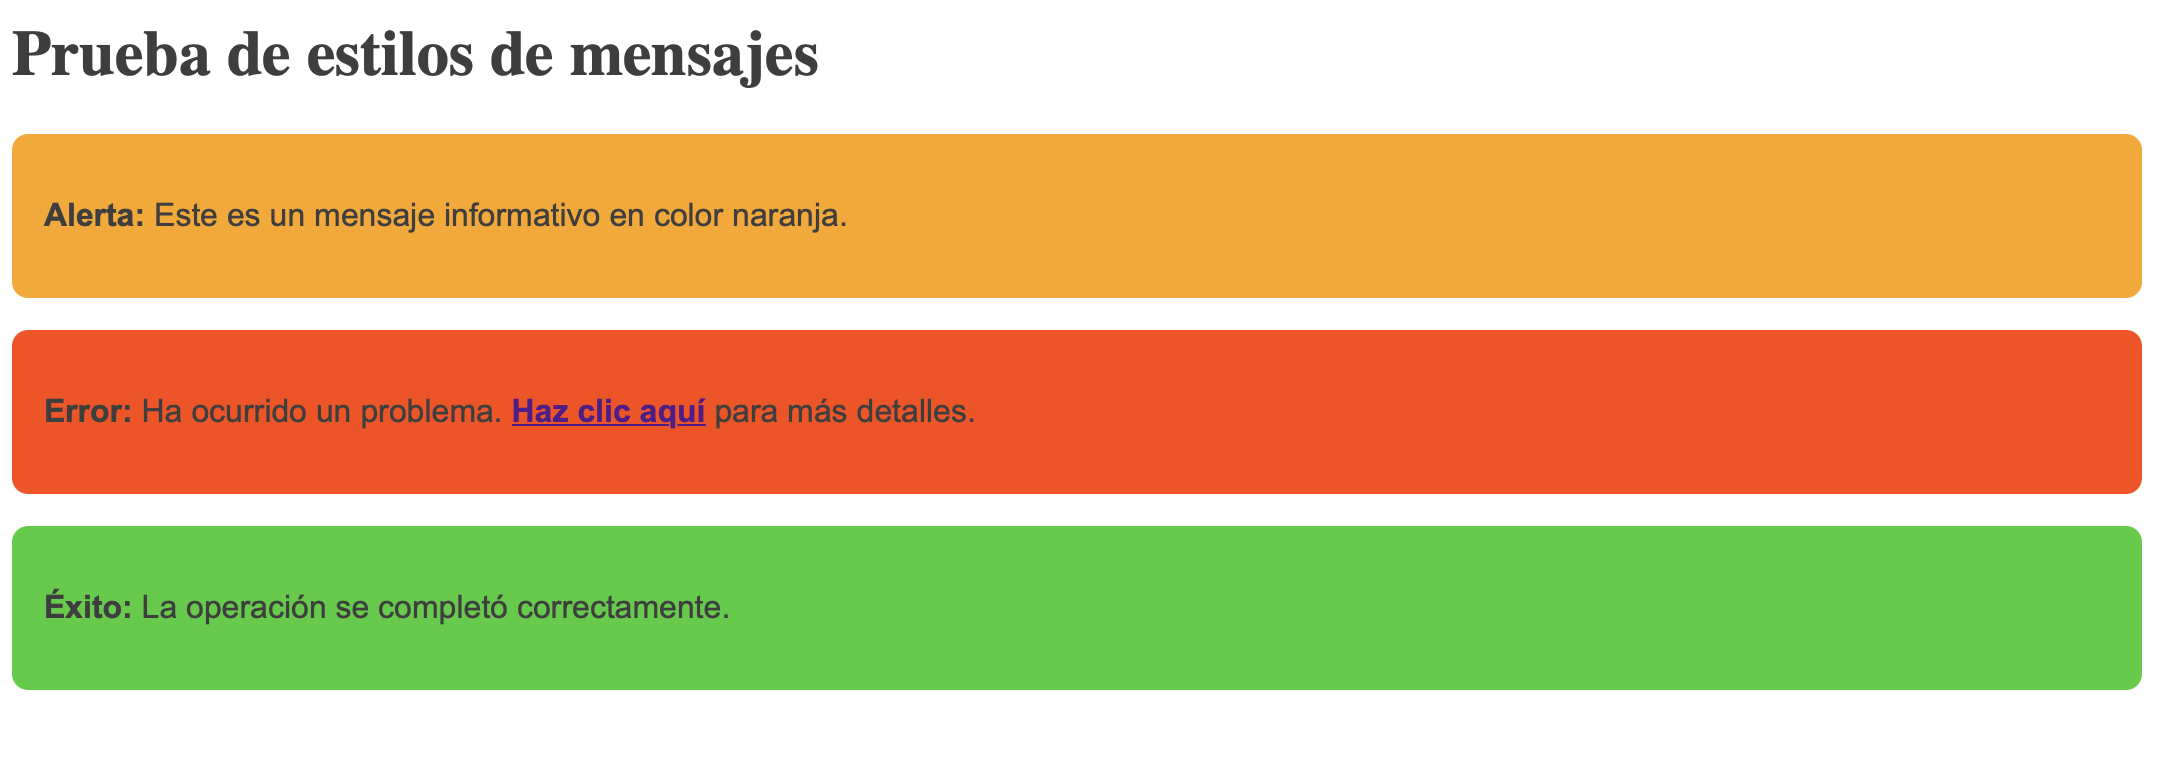 Prueba de estilos de mensajes
Alerta: Este es un mensaje informativo en color naranja.
Error: Ha ocurrido un problema. Haz clic aquí para más detalles.
Éxito: La operación se completó correctamente.